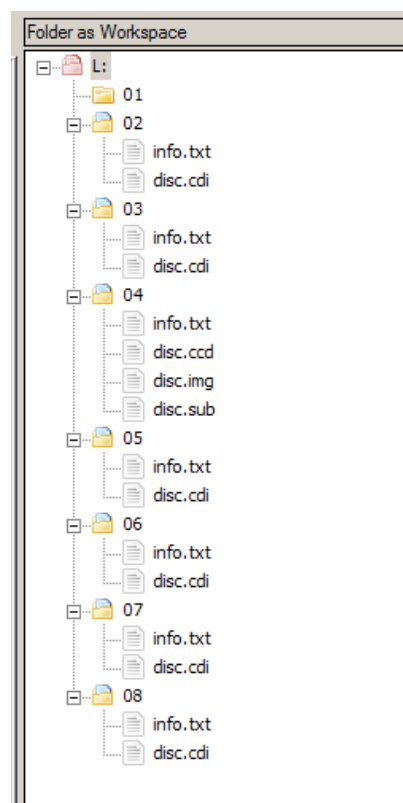 Folder as Workspace
L:
01
02
info.txt
disc.cdi
03
info.txt
disc.cdi
04
info.txt
disc.ccd
disc.img
disc.sub
05
info.txt
disc.cdi
06
info.txt
disc.cdi
07
info.txt
disc.cdi
08
info.txt
disc.cdi